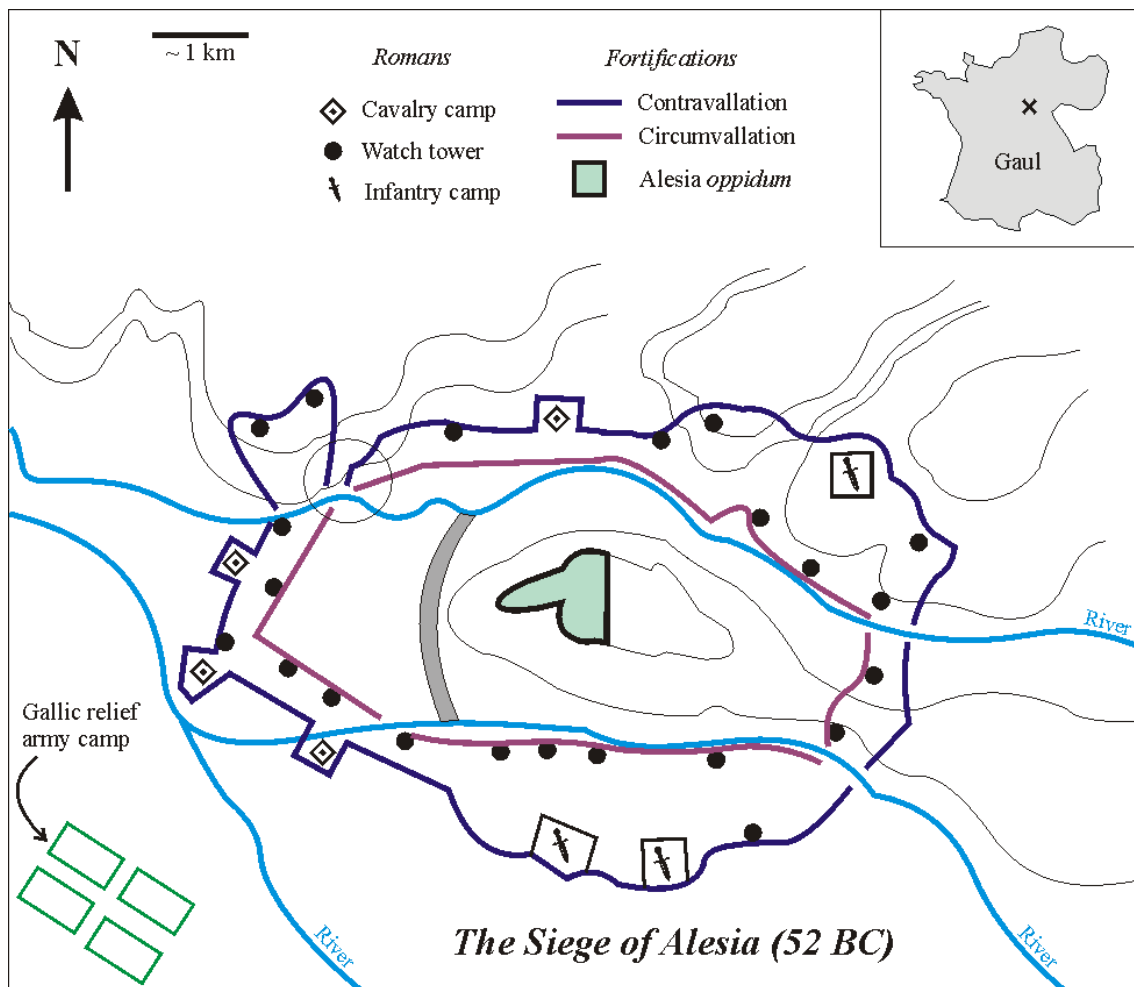 N
~ 1 km
Romans
Cavalry camp
Watch tower
Infantry camp
Fortifications
Contravallation
Circumvallation
Alesia oppidum
Gaul
River
Gallic relief
army camp
River
River
The Siege of Alesia (52 BC)